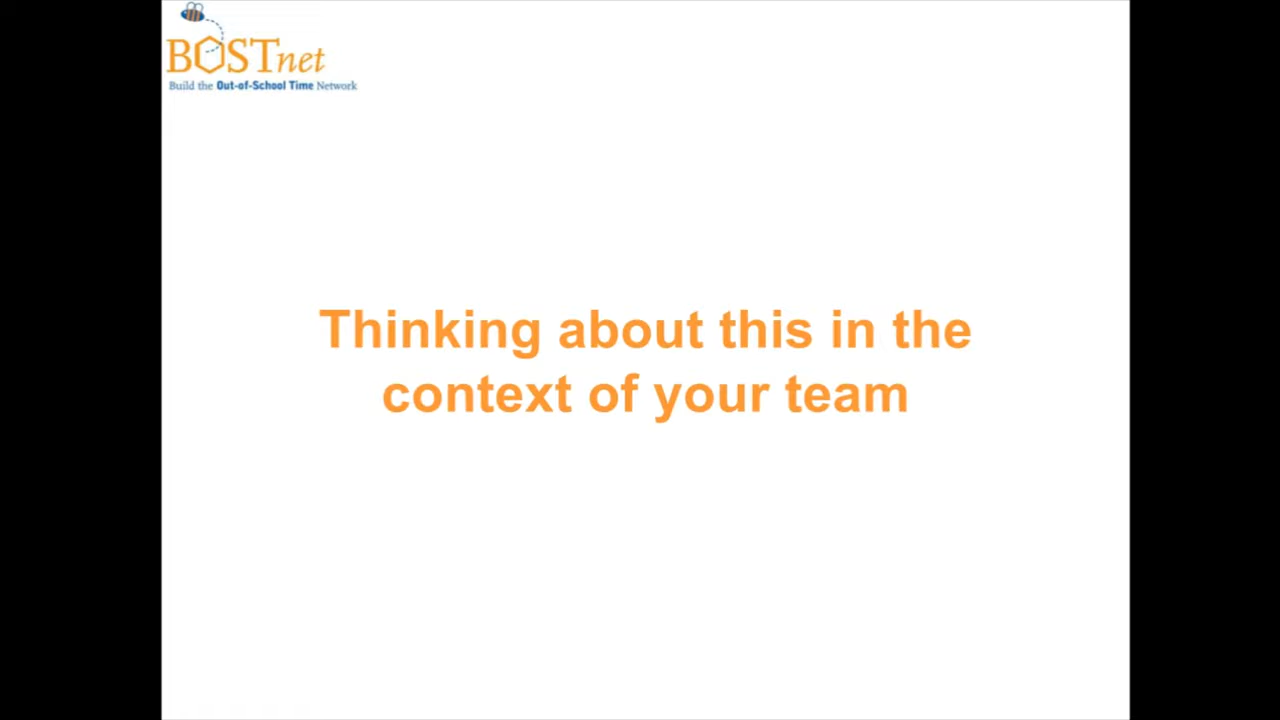 BOSTnet
Build the Out-of-School Time Network
Thinking about this in the
context of your team